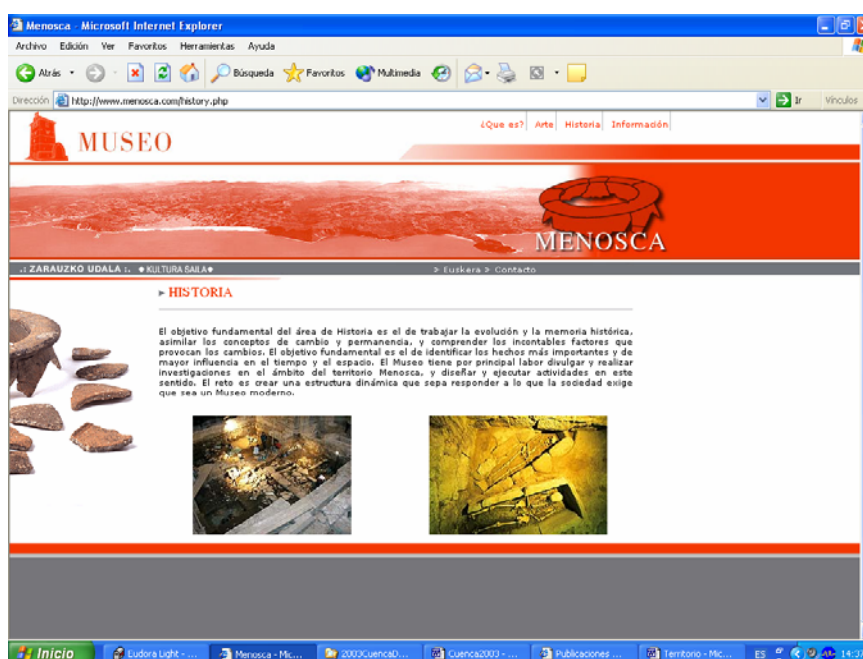 Menosca - Microsoft Internet Explorer
Archivo Edición Ver Favoritos Herramientas Ayuda
Atrás Búsqueda Favoritos Multimedia
Dirección http://www.menosca.com/history.php Ir Vínculos
¿Que es? Arte Historia Información
MUSEO
MENOSCA
.: ZARAUZKO UDALA :. KULTURA SAILA > Euskera > Contacto
HISTORIA
El objetivo fundamental del área de Historia es el de trabajar la evolución y la memoria histórica,
asimilar los conceptos de cambio y permanencia, y comprender los incontables factores que
provocan los cambios. El objetivo fundamental es el de identificar los hechos más importantes y de
mayor influencia en el tiempo y el espacio. El Museo tiene por principal labor divulgar y realizar
investigaciones en el ámbito del territorio Menosca, y diseñar y ejecutar actividades en este
sentido. El reto es crear una estructura dinámica que sepa responder a lo que la sociedad exige
que sea un Museo moderno.
Inicio Eudora Light - ... Menosca - Mic... 2003CuencaD... Cuenca2003 - ... Publicaciones ... Territorio - Mic... ES